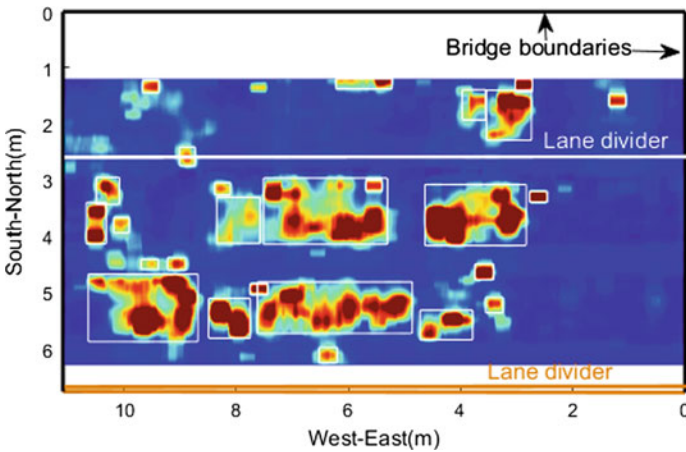 0
Bridge boundaries
1
2
Lane divider
3
4
5
6
Lane divider
10 8 6 4 2 0
West-East(m)
South-North(m)